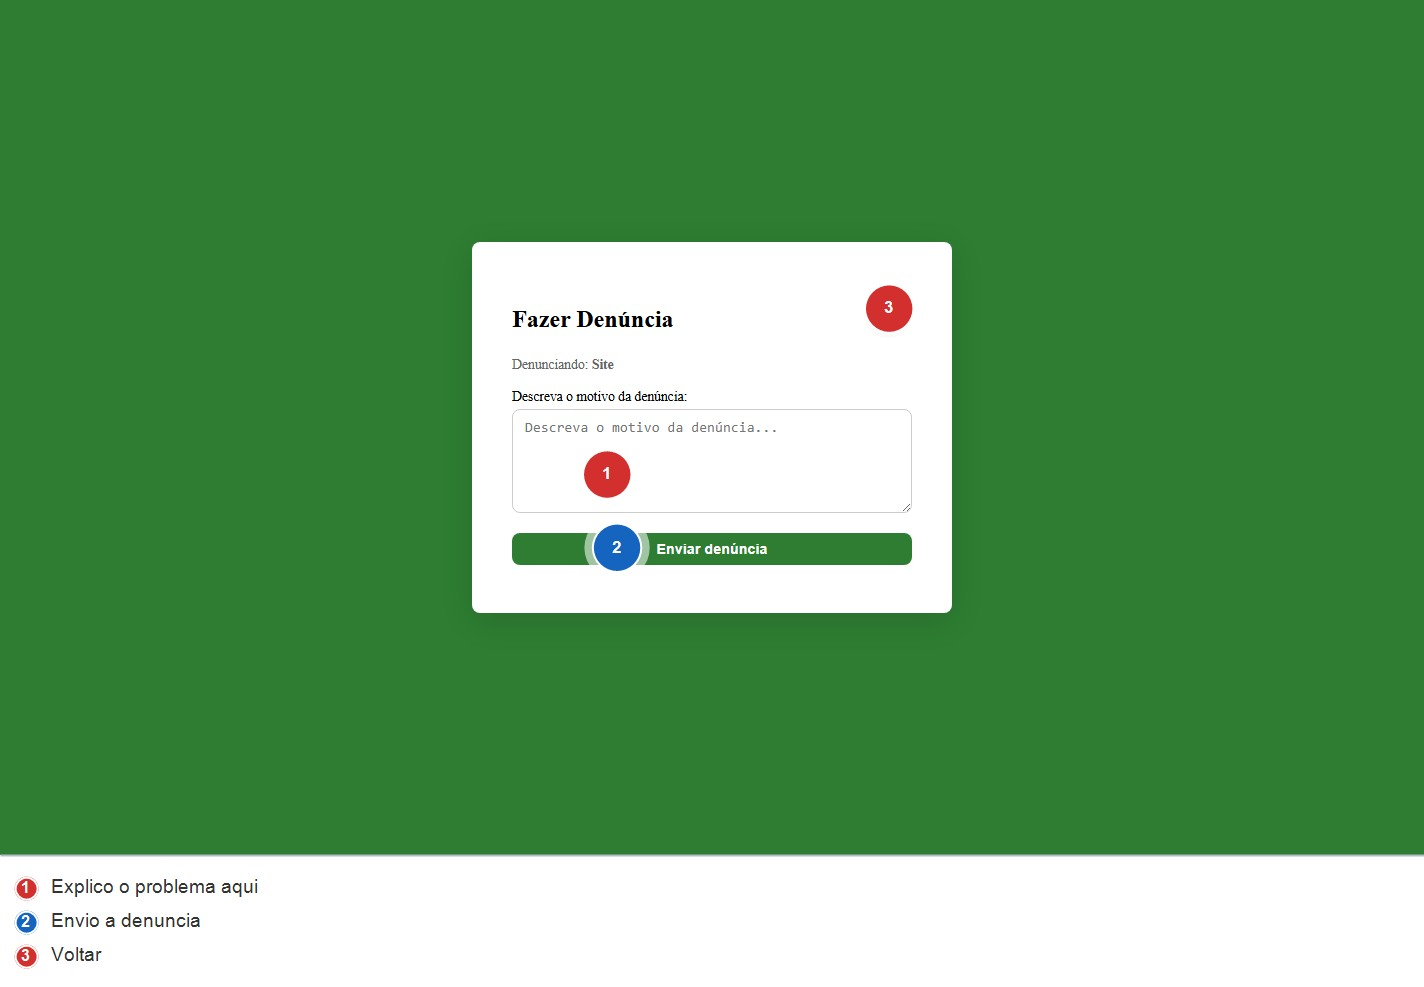 3
Fazer Denúncia
Denunciando: Site
Descreva o motivo da denúncia:
Descreva o motivo da denúncia...
1
2 Enviar denúncia
1 Explico o problema aqui
2 Envio a denuncia
3 Voltar